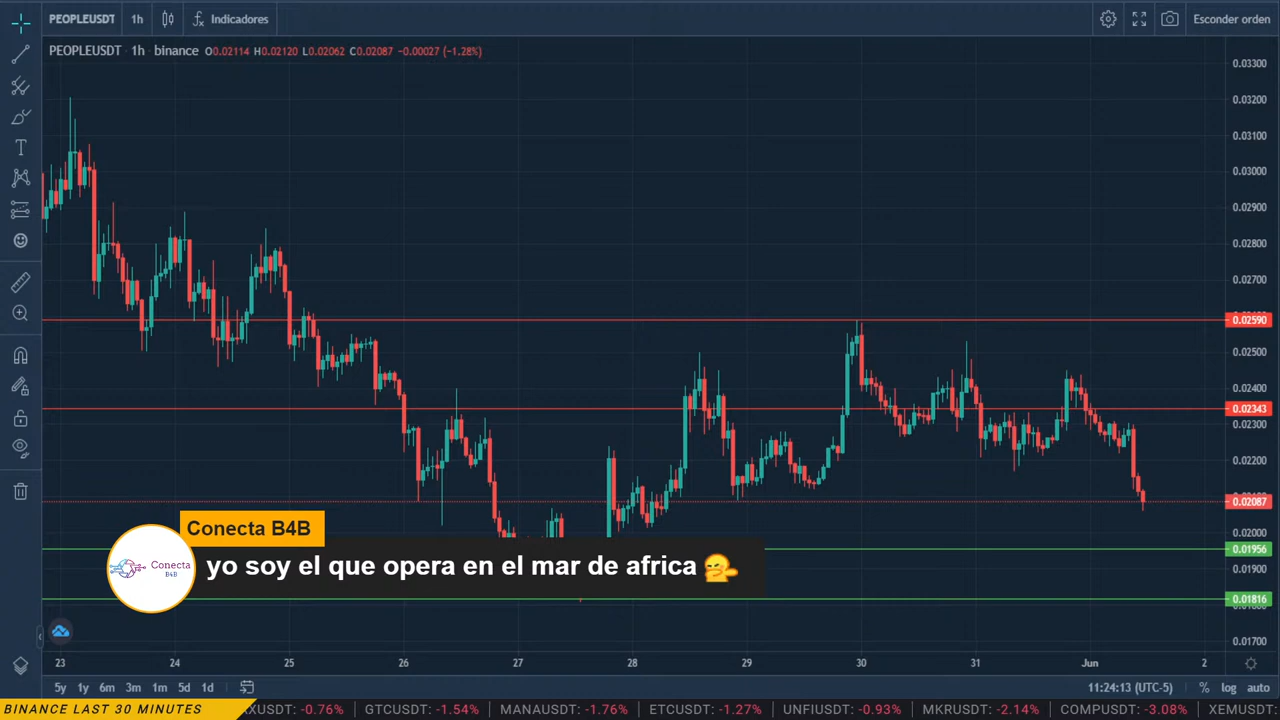 PEOPLEUSDT 1h Indicadores Esconder orden
PEOPLEUSDT 1h binance O0.02114 H0.02120 L0.02062 C0.02087 -0.00027 (-1.28%)
0.03300
0.03200
0.03100
0.03000
0.02900
0.02800
0.02700
0.02590
0.02500
0.02400
0.02343
0.02300
0.02200
0.02087
0.02000
0.01956
0.01900
0.01816
0.01700
Conecta B4B
Conecta
B4B
yo soy el que opera en el mar de africa
23 24 25 26 27 28 29 30 31 Jun 2
5y 1y 6m 3m 1m 5d 1d 11:24:13 (UTC-5) % log auto
BINANCE LAST 30 MINUTES XUSDT: -0.76% GTCUSDT: -1.54% MANAUSDT: -1.76% ETCUSDT: -1.27% UNFIUSDT: -0.93% MKRUSDT: -2.14% COMPUSDT: -3.08% XEMUSDT: